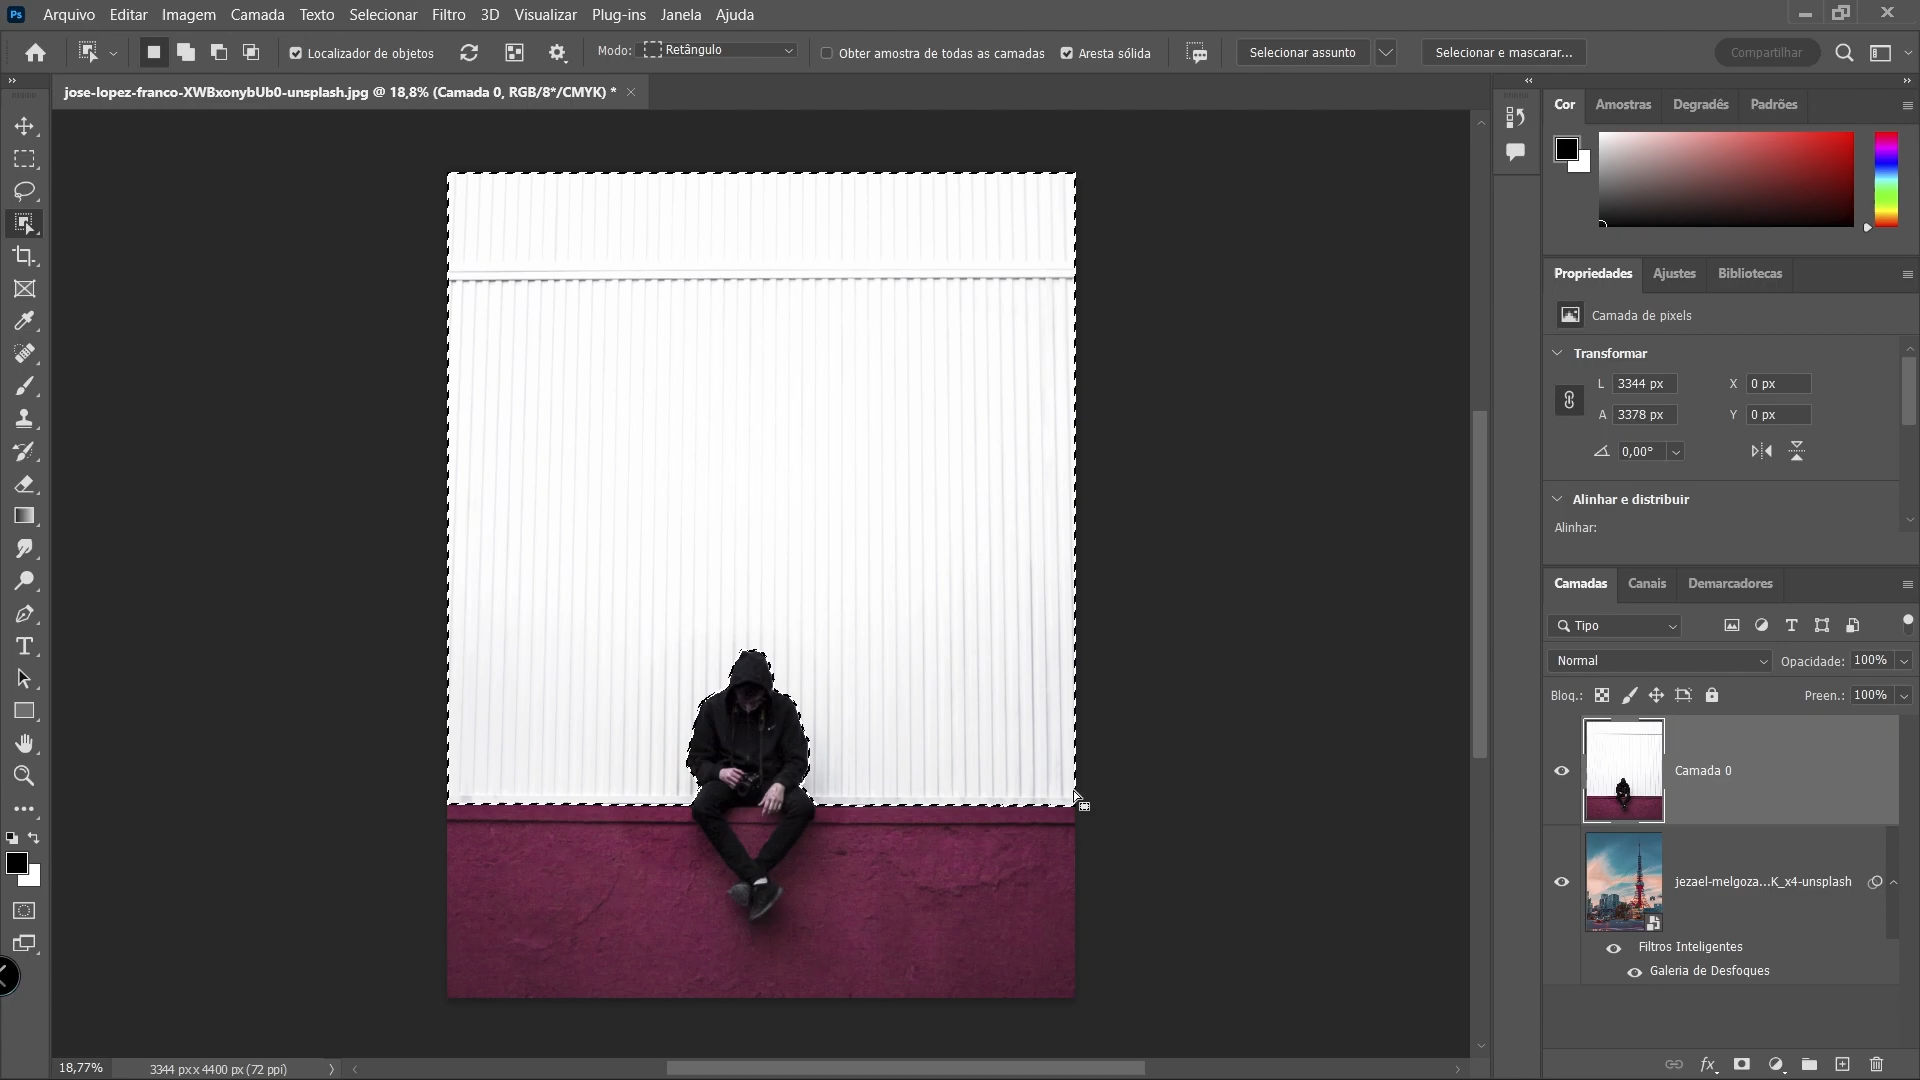 Ps Arquivo Editar Imagem Camada Texto Selecionar Filtro 3D Visualizar Plug-ins Janela Ajuda
Localizador de objetos Modo: Retângulo Obter amostra de todas as camadas Aresta sólida Selecionar assunto Selecionar e mascarar... Compartilhar
jose-lopez-franco-XWBxonybUb0-unsplash.jpg @ 18,8% (Camada 0, RGB/8*/CMYK) *
Cor Amostras Degradês Padrões
Propriedades Ajustes Bibliotecas
Camada de pixels
Transformar
L 3344 px X 0 px
A 3378 px Y 0 px
0,00°
Alinhar e distribuir
Alinhar:
Camadas Canais Demarcadores
Tipo
Normal Opacidade: 100%
Bloq.: Preen.: 100%
Camada 0
jezael-melgoza...K_x4-unsplash
Filtros Inteligentes
Galeria de Desfoques
18,77% 3344 px x 4400 px (72 ppi)
fx